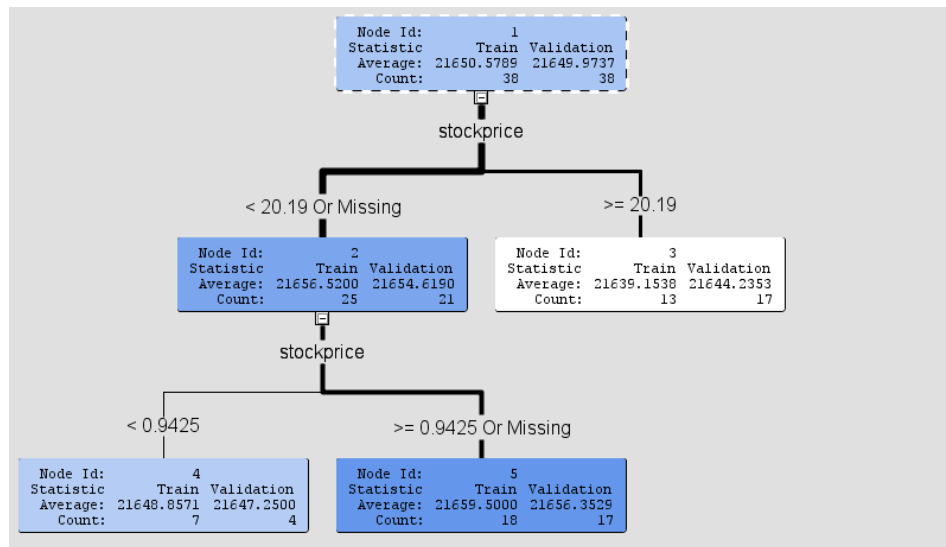 Node Id: 1
Statistic Train Validation
Average: 21650.5789 21649.9737
Count: 38 38
stockprice
< 20.19 Or Missing
>= 20.19
Node Id: 2
Statistic Train Validation
Average: 21656.5200 21654.6190
Count: 25 21
Node Id: 3
Statistic Train Validation
Average: 21639.1538 21644.2353
Count: 13 17
stockprice
< 0.9425
>= 0.9425 Or Missing
Node Id: 4
Statistic Train Validation
Average: 21648.8571 21647.2500
Count: 7 4
Node Id: 5
Statistic Train Validation
Average: 21659.5000 21656.3529
Count: 18 17